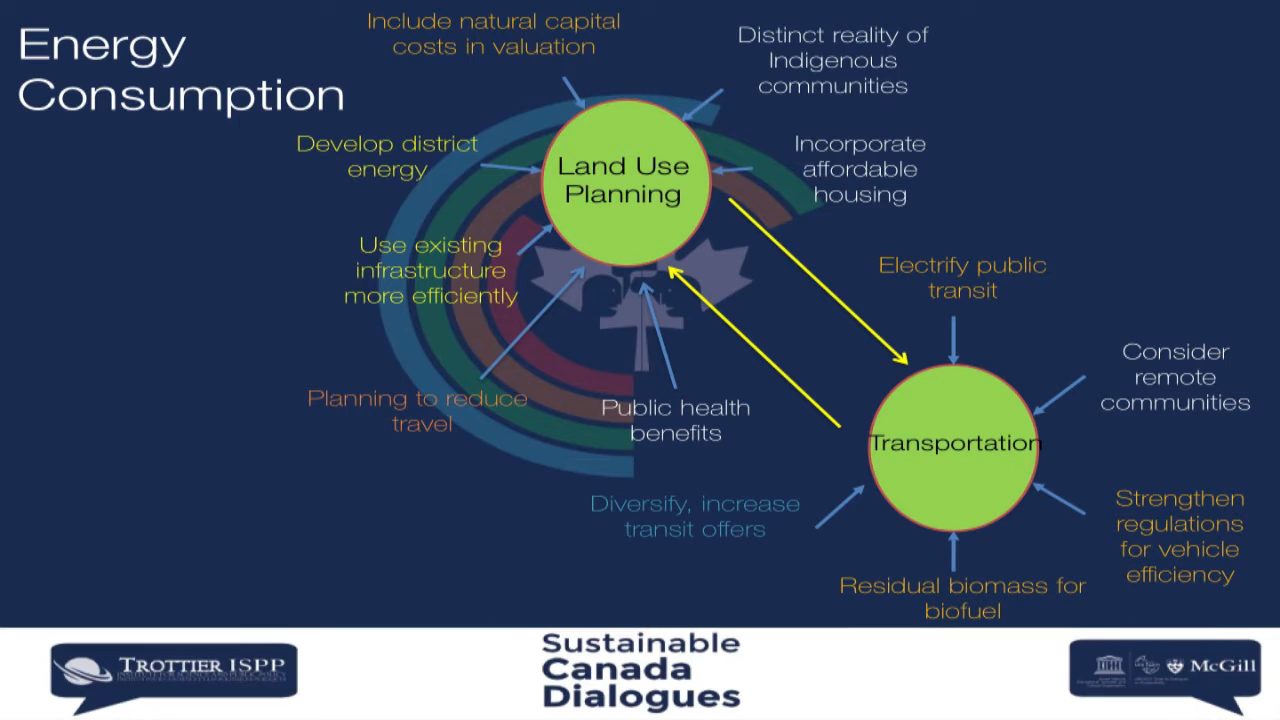 Energy
Consumption
Include natural capital
costs in valuation
Distinct reality of
Indigenous
communities
Develop district
energy
Land Use
Planning
Incorporate
affordable
housing
Use existing
infrastructure
more efficiently
Electrify public
transit
Planning to reduce
travel
Public health
benefits
Consider
remote
communities
Transportation
Diversify, increase
transit offers
Strengthen
regulations
for vehicle
efficiency
Residual biomass for
biofuel
TROTTIER ISPP
Sustainable
Canada
Dialogues
McGill